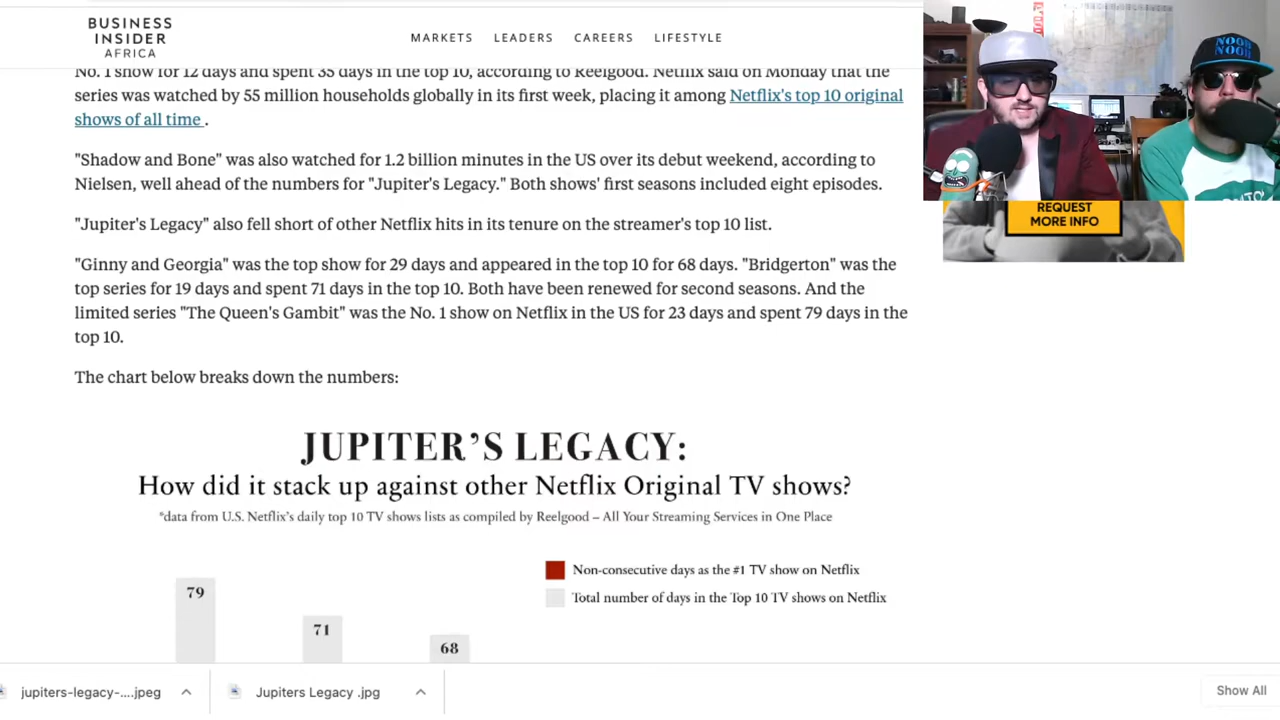 BUSINESS
INSIDER
AFRICA
MARKETS LEADERS CAREERS LIFESTYLE
No. 1 show for 12 days and spent 35 days in the top 10, according to Reelgood. Netflix said on Monday that the
series was watched by 55 million households globally in its first week, placing it among Netflix's top 10 original
shows of all time .
"Shadow and Bone" was also watched for 1.2 billion minutes in the US over its debut weekend, according to
Nielsen, well ahead of the numbers for "Jupiter's Legacy." Both shows' first seasons included eight episodes.
"Jupiter's Legacy" also fell short of other Netflix hits in its tenure on the streamer's top 10 list.
"Ginny and Georgia" was the top show for 29 days and appeared in the top 10 for 68 days. "Bridgerton" was the
top series for 19 days and spent 71 days in the top 10. Both have been renewed for second seasons. And the
limited series "The Queen's Gambit" was the No. 1 show on Netflix in the US for 23 days and spent 79 days in the
top 10.
The chart below breaks down the numbers:
JUPITER'S LEGACY:
How did it stack up against other Netflix Original TV shows?
*data from U.S. Netflix's daily top 10 TV shows lists as compiled by Reelgood – All Your Streaming Services in One Place
Non-consecutive days as the #1 TV show on Netflix
Total number of days in the Top 10 TV shows on Netflix
79
71
68
REQUEST
MORE INFO
NOOB
NOOB
jupiters-legacy-....jpeg
Jupiters Legacy .jpg
Show All